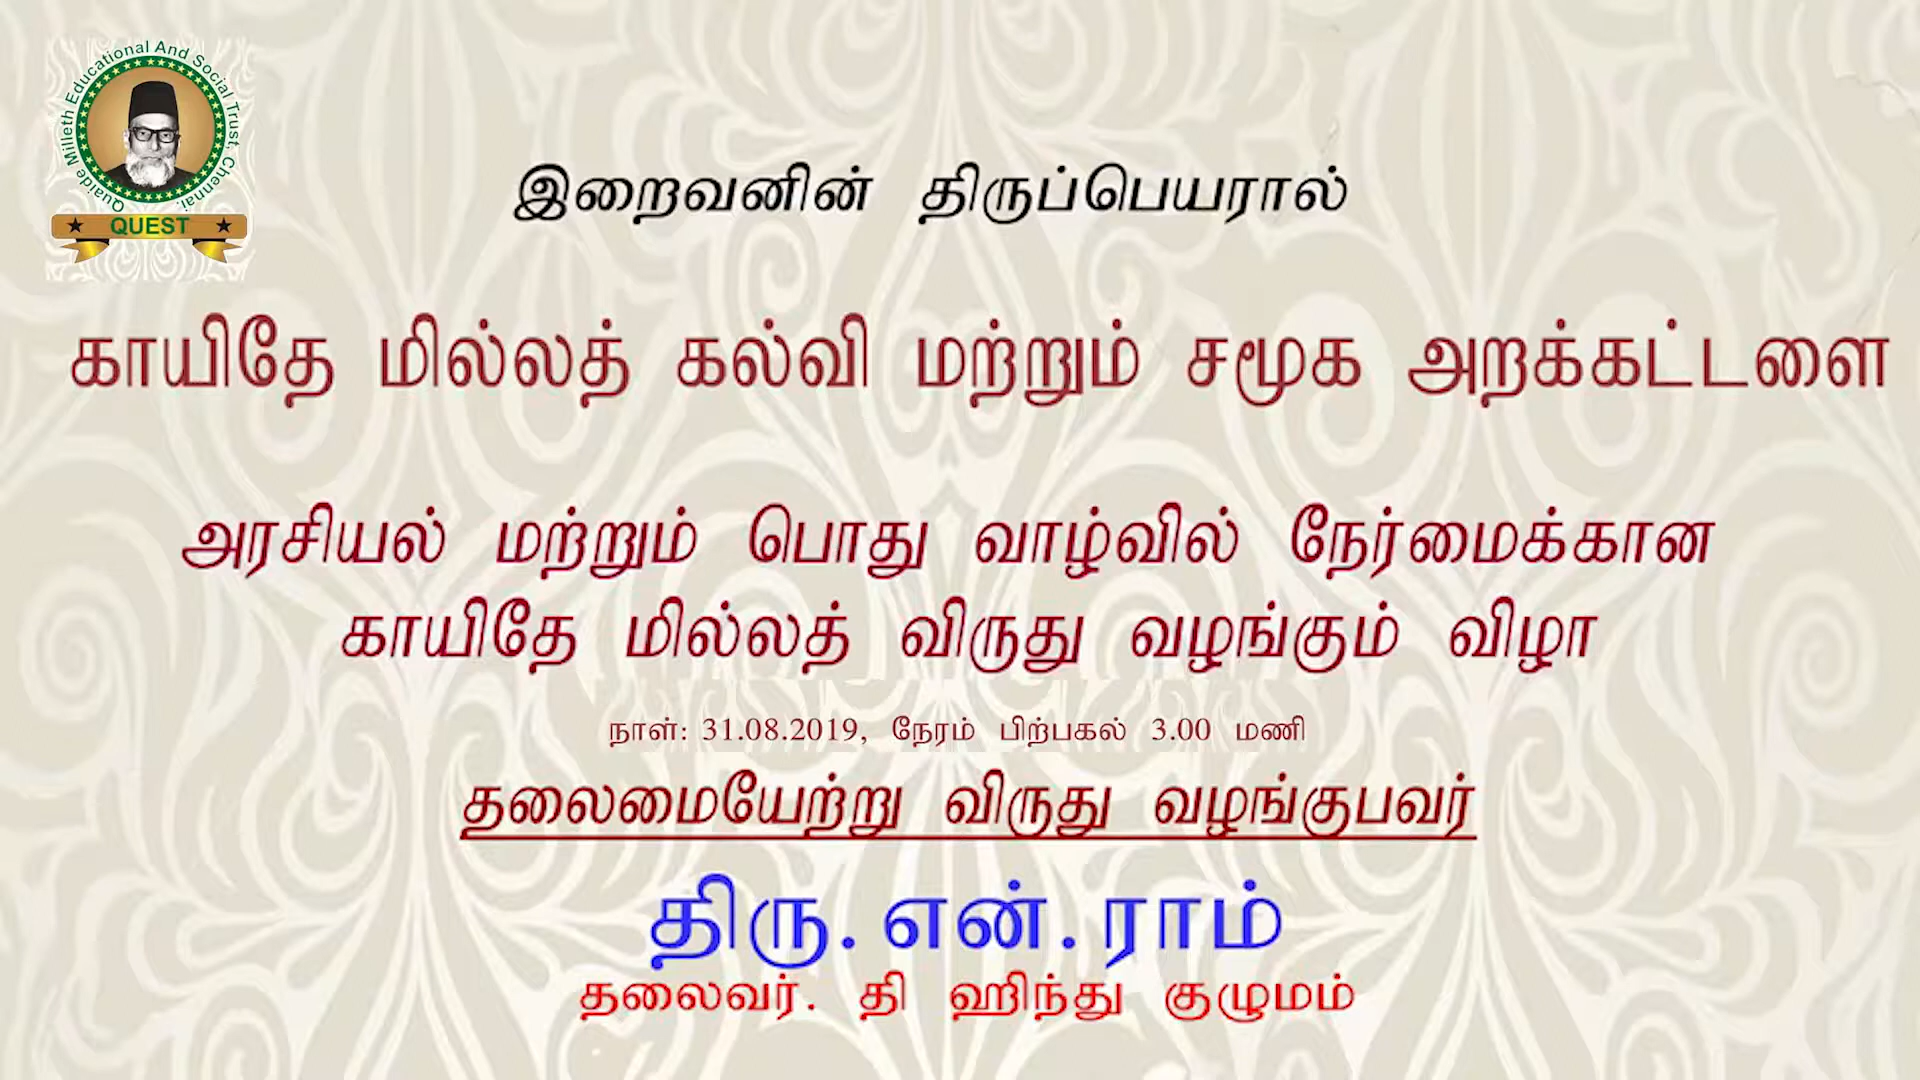 Quaide Milleth Educational And Social Trust, Chennai.
QUEST
இறைவனின் திருப்பெயரால்
காயிதே மில்லத் கல்வி மற்றும் சமூக அறக்கட்டளை
அரசியல் மற்றும் பொது வாழ்வில் நேர்மைக்கான
காயிதே மில்லத் விருது வழங்கும் விழா
நாள்: 31.08.2019, நேரம் பிற்பகல் 3.00 மணி
தலைமையேற்று விருது வழங்குபவர்
திரு. என். ராம்
தலைவர். தி ஹிந்து குழுமம்